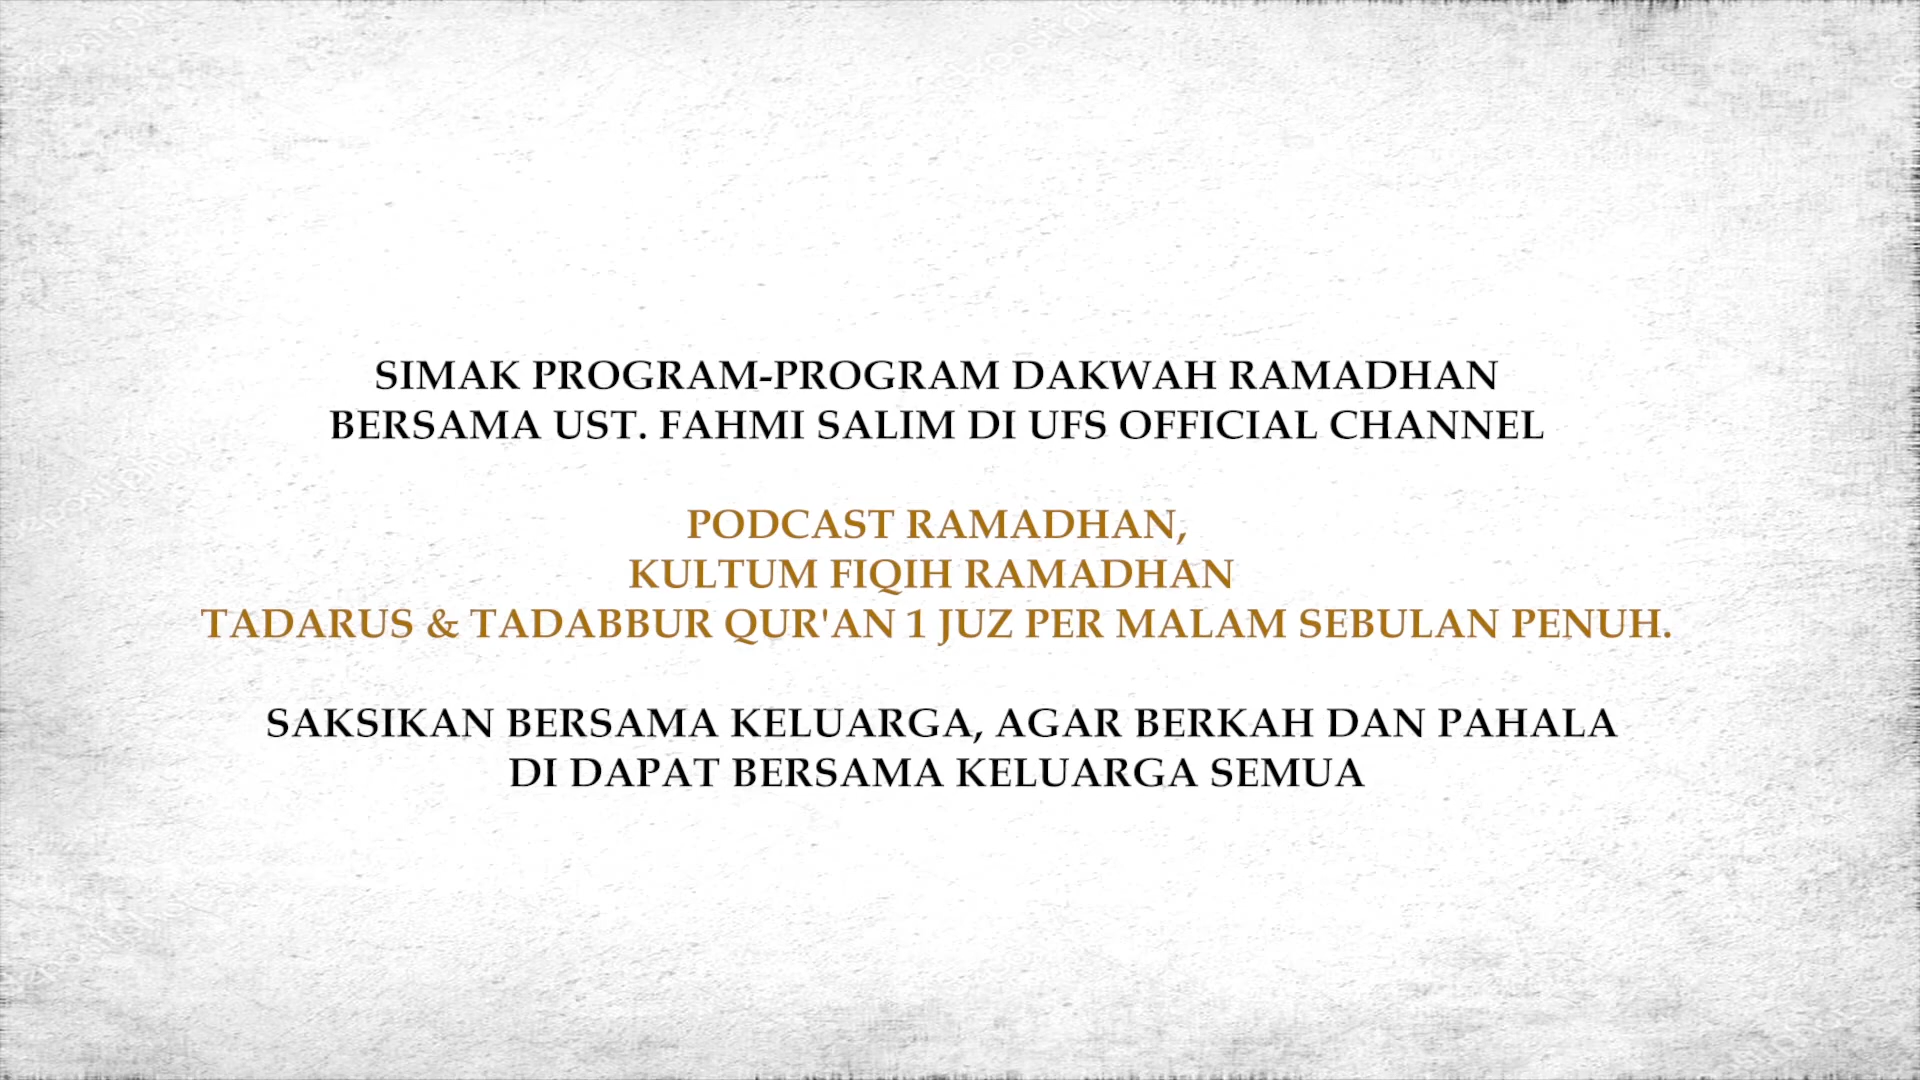 SIMAK PROGRAM-PROGRAM DAKWAH RAMADHAN
BERSAMA UST. FAHMI SALIM DI UFS OFFICIAL CHANNEL
PODCAST RAMADHAN,
KULTUM FIQIH RAMADHAN
TADARUS & TADABBUR QUR'AN 1 JUZ PER MALAM SEBULAN PENUH.
SAKSIKAN BERSAMA KELUARGA, AGAR BERKAH DAN PAHALA
DI DAPAT BERSAMA KELUARGA SEMUA